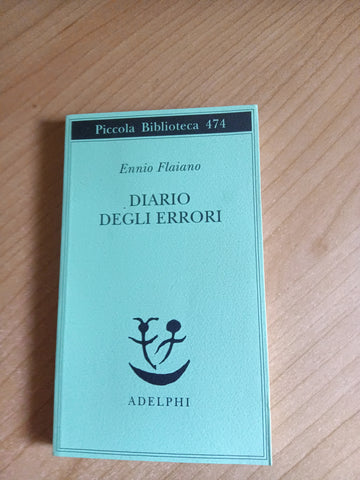 Piccola Biblioteca 474
Ennio Flaiano
DIARIO
DEGLI ERRORI
ADELPHI